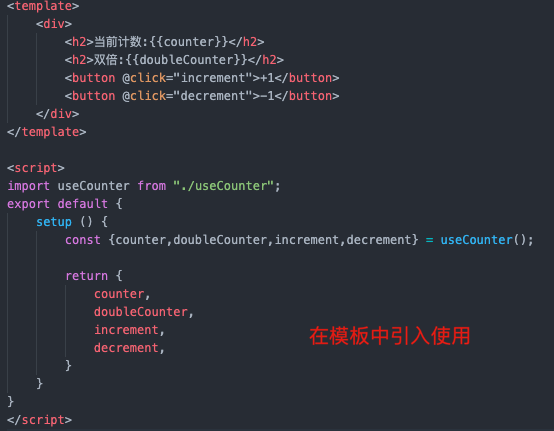 <template>
    <div>
        <h2>当前计数:{{counter}}</h2>
        <h2>双倍:{{doubleCounter}}</h2>
        <button @click="increment">+1</button>
        <button @click="decrement">-1</button>
    </div>
</template>

<script>
import useCounter from "./useCounter";
export default {
    setup () {
        const {counter,doubleCounter,increment,decrement} = useCounter();

        return {
            counter,
            doubleCounter,
            increment,
            decrement,
        }
    }
}
</script>
在模板中引入使用